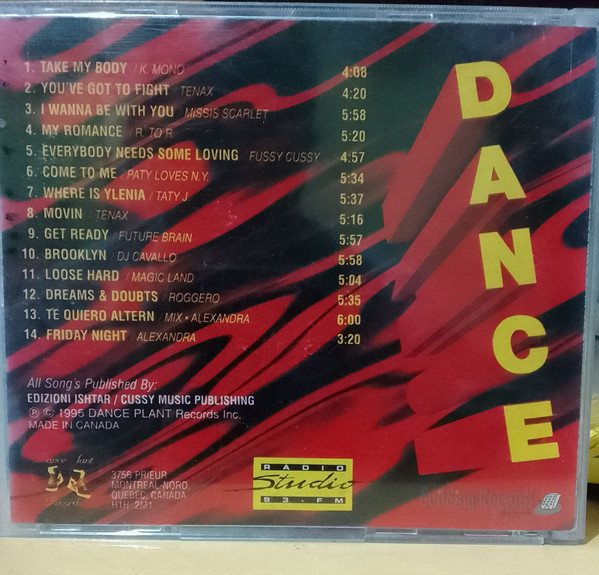 1. TAKE MY BODY / K. MONO 4:08
2. YOU'VE GOT TO FIGHT / TENAX 4:20
3. I WANNA BE WITH YOU / MISSIS SCARLET 5:58
4. MY ROMANCE / R. TO R. 5:20
5. EVERYBODY NEEDS SOME LOVING / FUSSY CUSSY 4:57
6. COME TO ME / PATY LOVES N.Y. 5:34
7. WHERE IS YLENIA / TATY J. 5:37
8. MOVIN / TENAX 5:16
9. GET READY / FUTURE BRAIN 5:57
10. BROOKLYN / DJ CAVALLO 5:58
11. LOOSE HARD / MAGIC LAND 5:04
12. DREAMS & DOUBTS / ROGGERO 5:35
13. TE QUIERO ALTERN / MIX • ALEXANDRA 6:00
14. FRIDAY NIGHT / ALEXANDRA 3:20
DANCE
All Song's Published By:
EDIZIONI ISHTAR / CUSSY MUSIC PUBLISHING
℗ © 1995 DANCE PLANT Records Inc.
MADE IN CANADA
3756 PRIEUR
MONTREAL-NORD,
QUEBEC, CANADA
H1H 2M1
RADIO
Studio
93-FM
Records